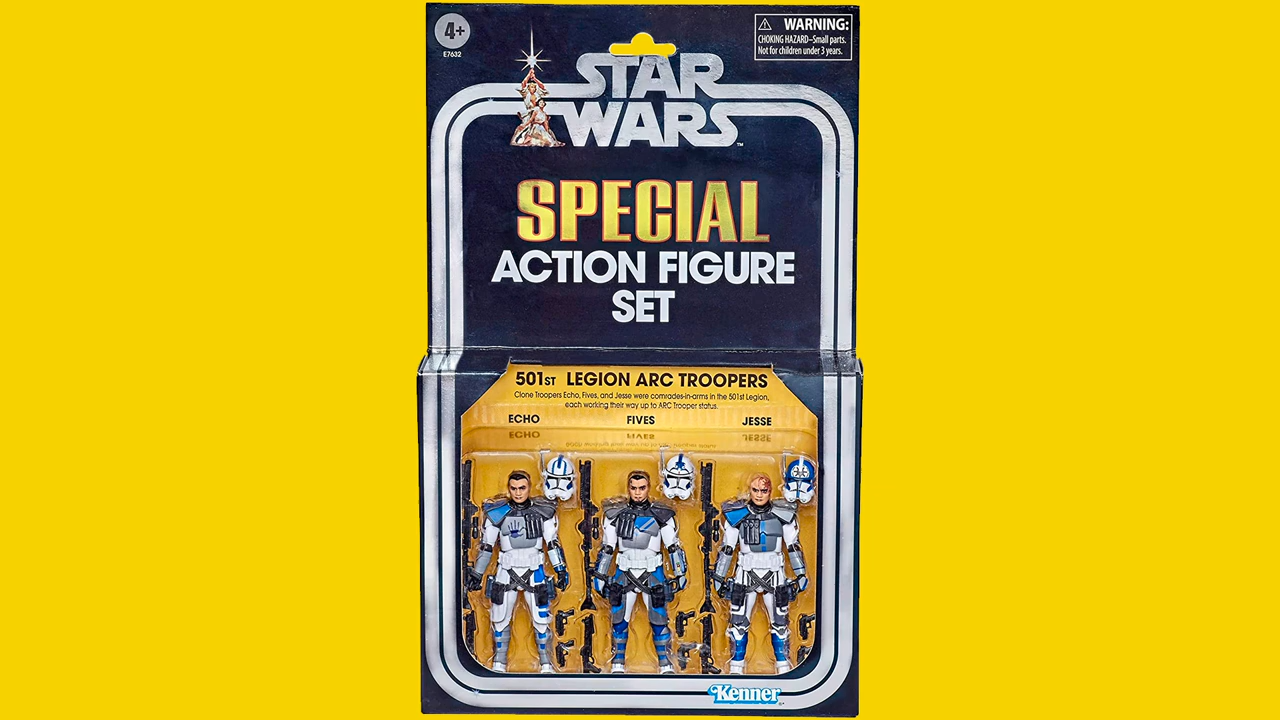 4+
E7632
WARNING:
CHOKING HAZARD–Small parts.
Not for children under 3 years.
STAR
WARS™
SPECIAL
ACTION FIGURE
SET
501ST LEGION ARC TROOPERS
Clone Troopers Echo, Fives, and Jesse were comrades-in-arms in the 501st Legion,
each working their way up to ARC Trooper status.
ECHO FIVES JESSE
Kenner®